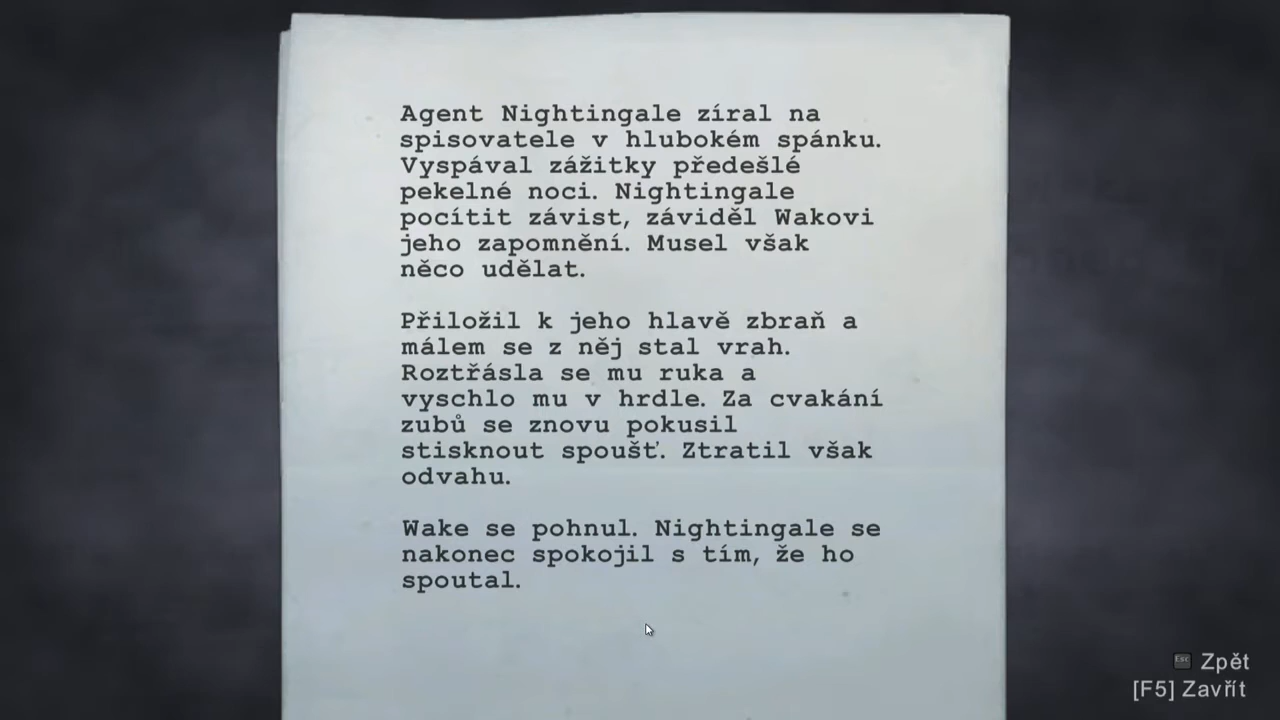 Agent Nightingale zíral na
spisovatele v hlubokém spánku.
Vyspával zážitky předešlé
pekelné noci. Nightingale
pocítit závist, záviděl Wakovi
jeho zapomnění. Musel však
něco udělat.
Přiložil k jeho hlavě zbraň a
málem se z něj stal vrah.
Roztřásla se mu ruka a
vyschlo mu v hrdle. Za cvakání
zubů se znovu pokusil
stisknout spoušť. Ztratil však
odvahu.
Wake se pohnul. Nightingale se
nakonec spokojil s tím, že ho
spoutal.
Esc Zpět
[F5] Zavřít